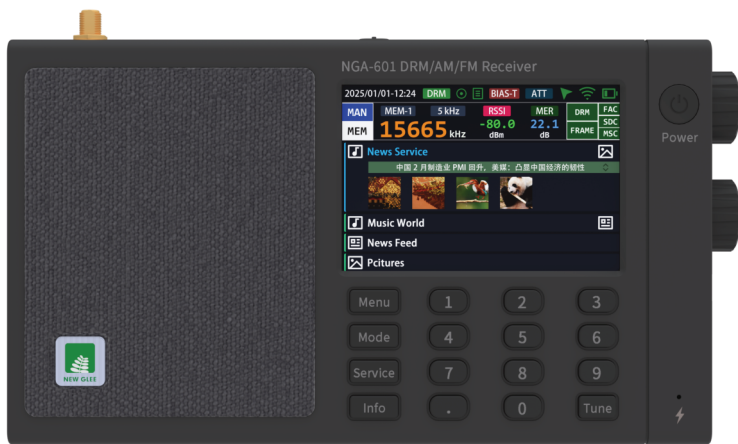 NGA-601 DRM/AM/FM Receiver
2025/01/01-12:24 DRM BIAS-T ATT
MAN MEM-1 5 kHz RSSI MER DRM FAC
SDC
MEM 15665 kHz -80.0 dBm 22.1 dB FRAME MSC
News Service
中国 2 月制造业 PMI 回升，美媒：凸显中国经济的韧性
Music World
News Feed
Pcitures
Power
Menu 1 2 3
Mode 4 5 6
Service 7 8 9
Info . 0 Tune
NEW GLEE